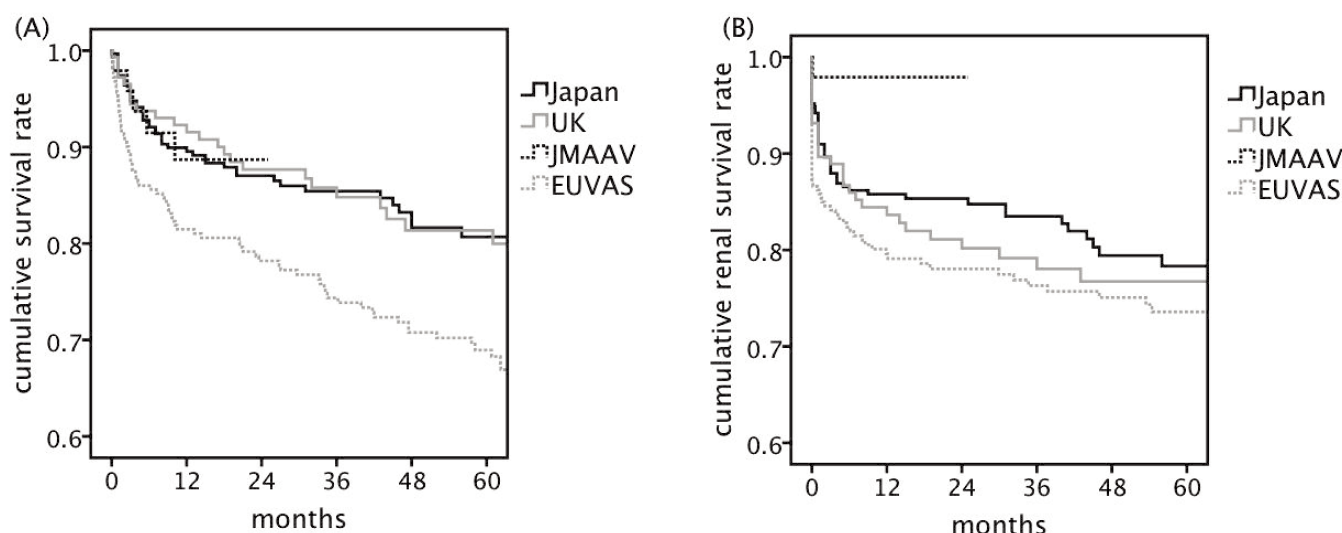 (A)
cumulative survival rate
1.0
0.9
0.8
0.7
0.6
0 12 24 36 48 60
months
Japan
UK
JMAAV
EUVAS
(B)
cumulative renal survival rate
1.0
0.9
0.8
0.7
0.6
0 12 24 36 48 60
months
Japan
UK
JMAAV
EUVAS